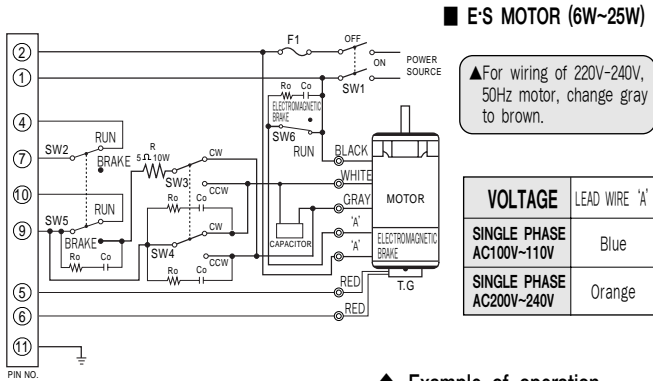 ■ E·S MOTOR (6W~25W)
▲For wiring of 220V-240V,
50Hz motor, change gray
to brown.
VOLTAGE LEAD WIRE ‘A’
SINGLE PHASE
AC100V~110V
Blue
SINGLE PHASE
AC200V~240V
Orange
F1 OFF
ON
POWER
SOURCE
SW1
2
1
4
7
10
9
5
6
11
PIN NO.
Ro Co
ELECTROMAGNETIC
BRAKE
SW6
RUN
BLACK
WHITE
GRAY
‘A’
‘A’
RED
RED
MOTOR
ELECTROMAGNETIC
BRAKE
T.G
CAPACITOR
RUN
SW2
BRAKE
R
5Ω 10W
SW3
CW
CCW
Ro Co
RUN
SW5
BRAKE
Ro Co
CW
SW4
CCW
Ro Co
▲ Example of operation